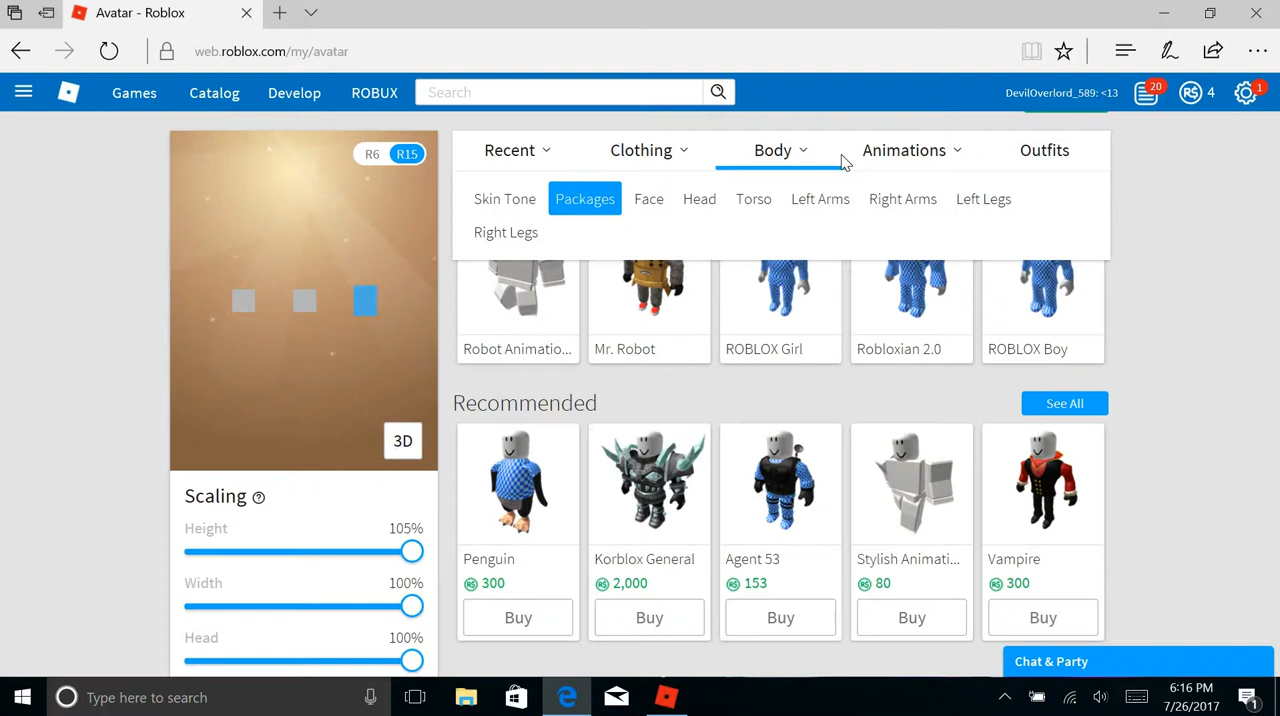 Avatar - Roblox
web.roblox.com/my/avatar
Games
Catalog
Develop
ROBUX
Search
DevilOverlord_589: <13
20
R$ 4
1
R6
R15
Recent
Clothing
Body
Animations
Outfits
Skin Tone
Packages
Face
Head
Torso
Left Arms
Right Arms
Left Legs
Right Legs
Robot Animatio...
Mr. Robot
ROBLOX Girl
Robloxian 2.0
ROBLOX Boy
3D
Recommended
See All
Penguin
R$ 300
Buy
Korblox General
R$ 2,000
Buy
Agent 53
R$ 153
Buy
Stylish Animati...
R$ 80
Buy
Vampire
R$ 300
Buy
Scaling ?
Height 105%
Width 100%
Head 100%
Chat & Party
Type here to search
6:16 PM
7/26/2017
1